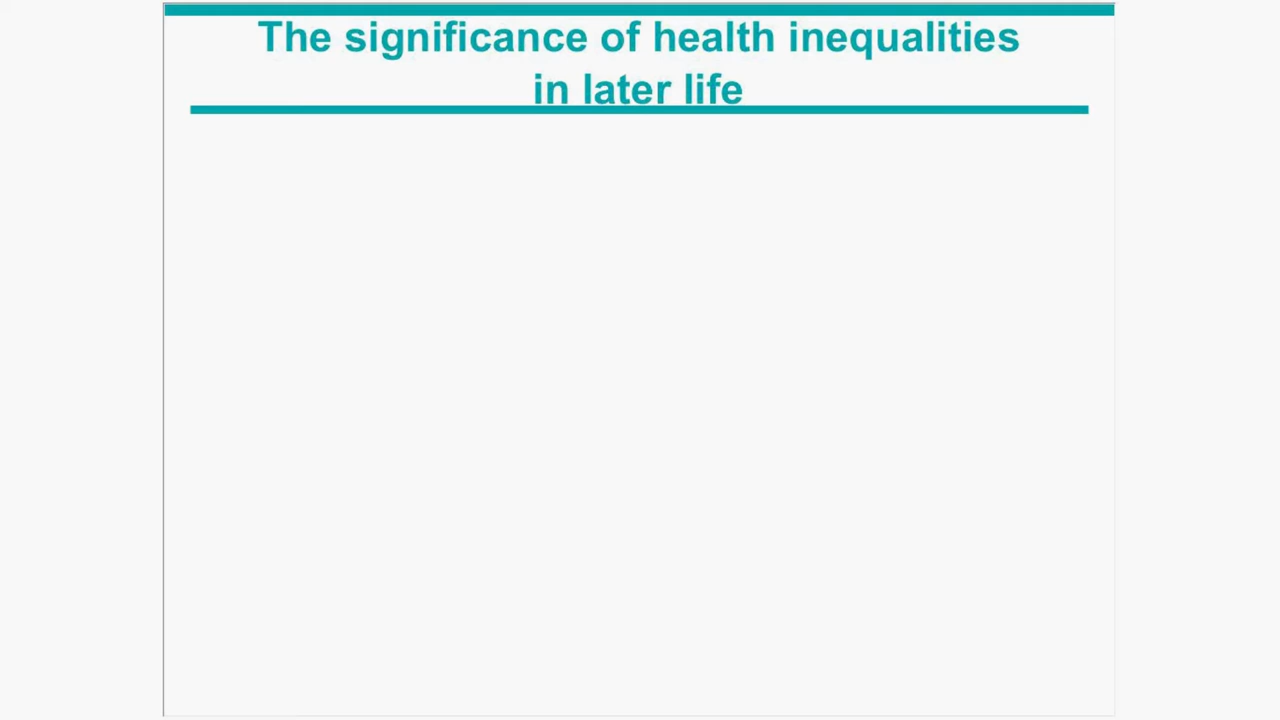 The significance of health inequalities
in later life